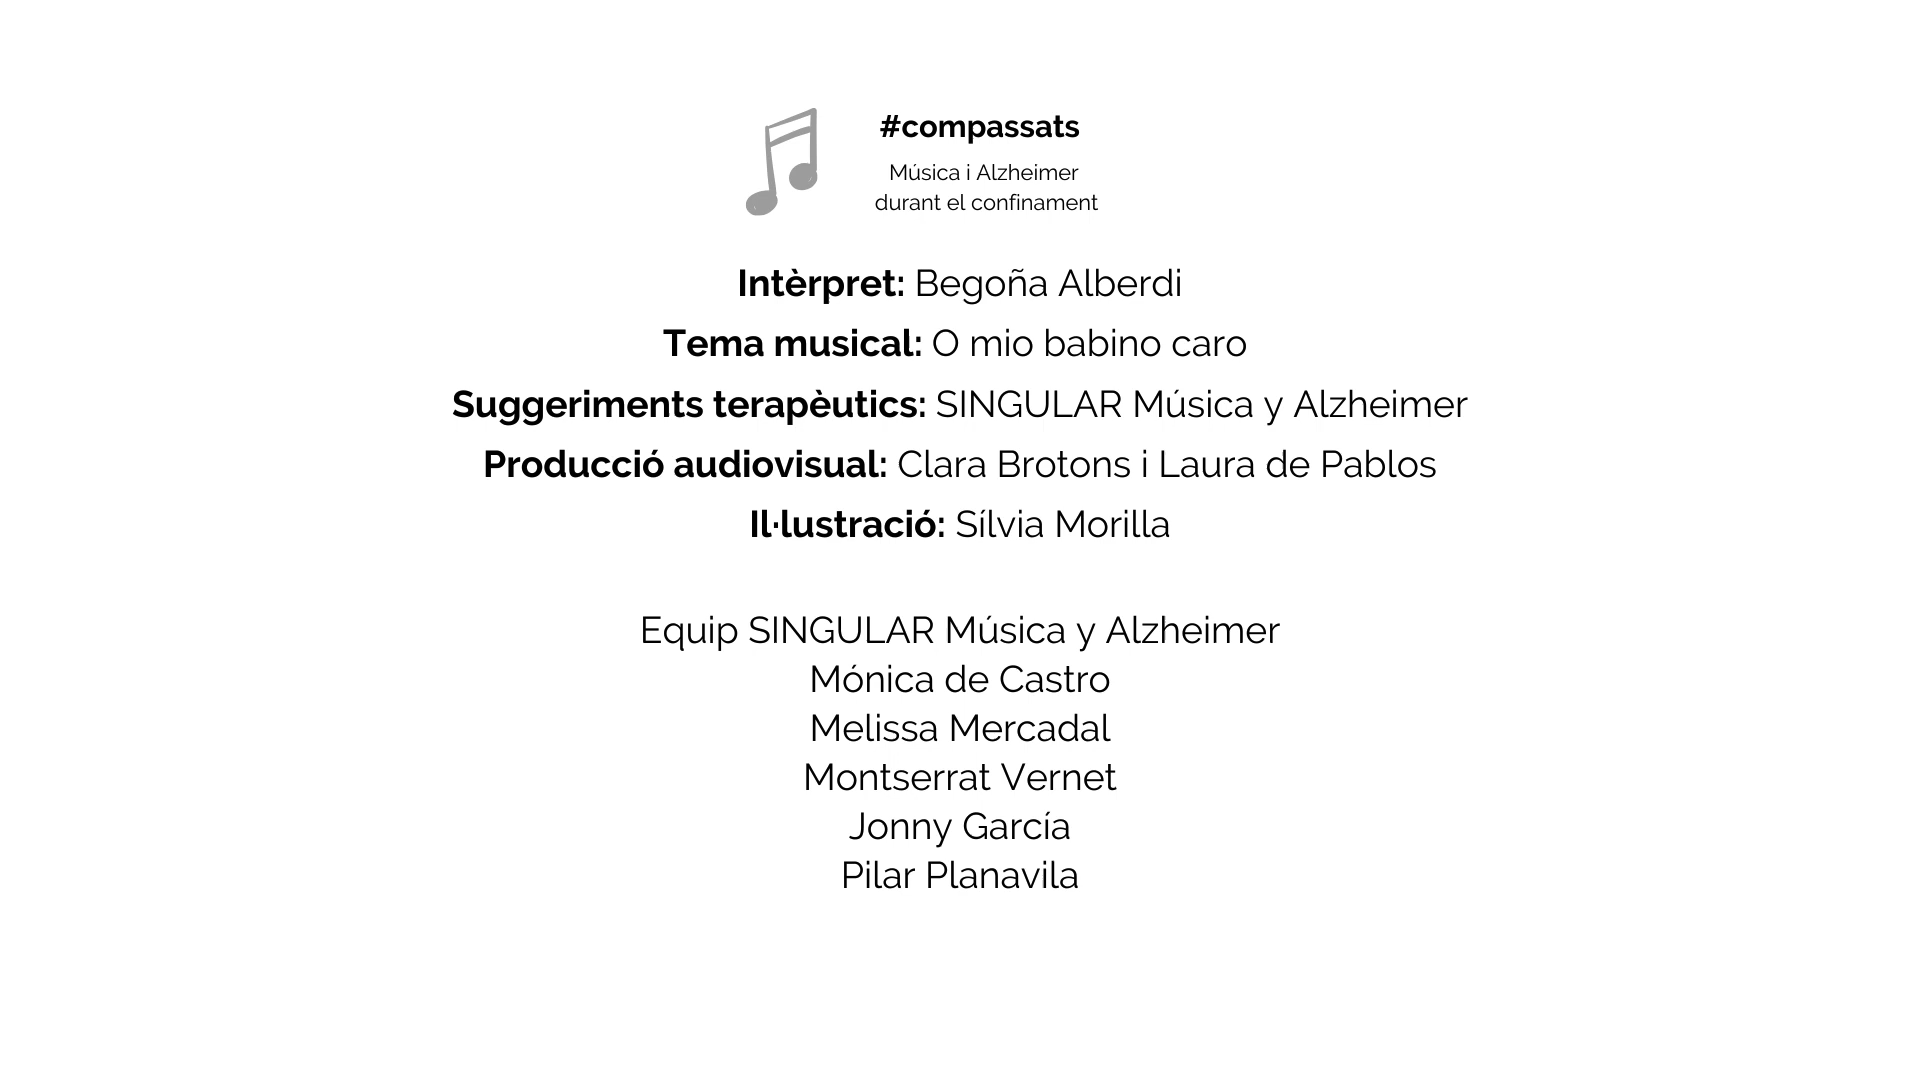 #compassats
Música i Alzheimer
durant el confinament
Intèrpret: Begoña Alberdi
Tema musical: O mio babino caro
Suggeriments terapèutics: SINGULAR Música y Alzheimer
Producció audiovisual: Clara Brotons i Laura de Pablos
Il·lustració: Sílvia Morilla
Equip SINGULAR Música y Alzheimer
Mónica de Castro
Melissa Mercadal
Montserrat Vernet
Jonny García
Pilar Planavila